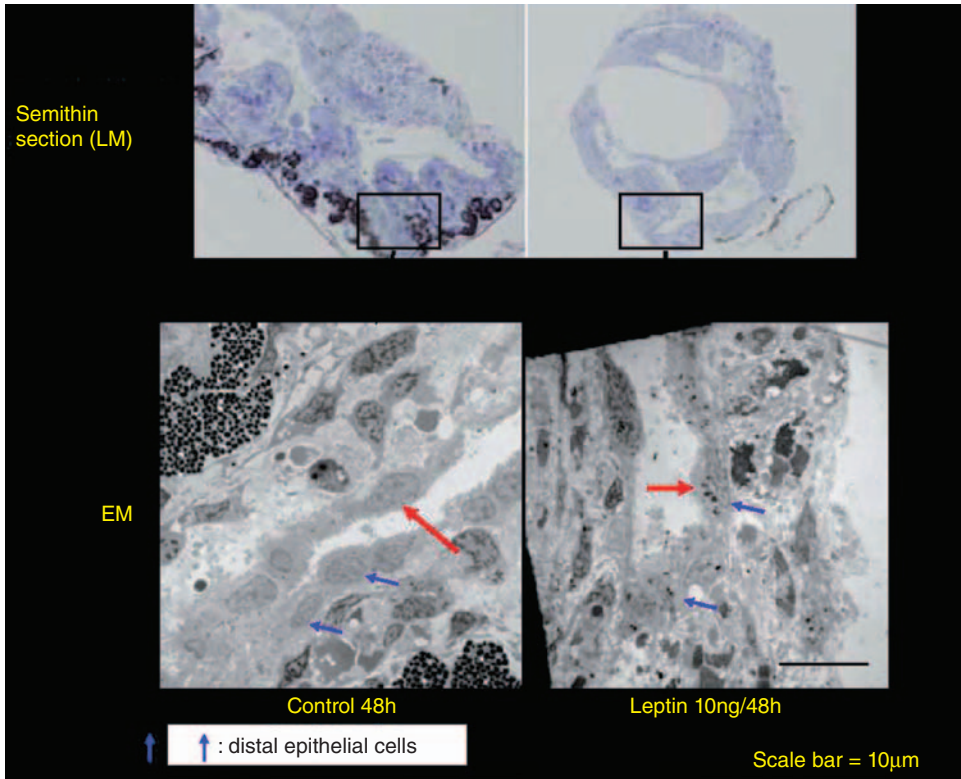 Semithin
section (LM)
EM
Control 48h
Leptin 10ng/48h
: distal epithelial cells
Scale bar = 10μm